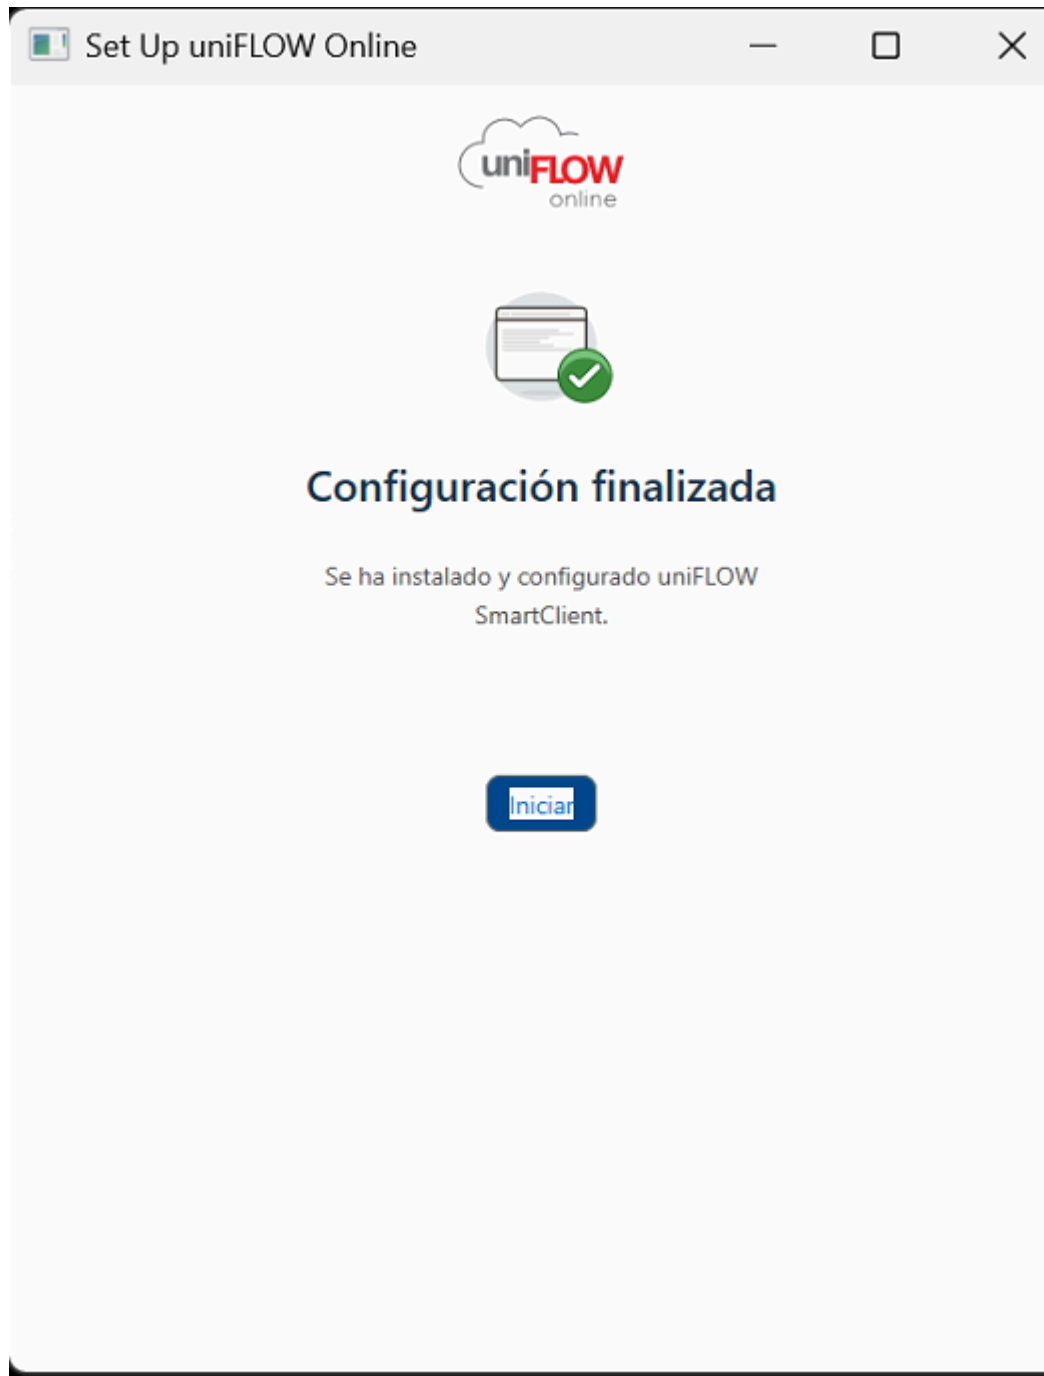 Set Up uniFLOW Online
uniFLOW
online
Configuración finalizada
Se ha instalado y configurado uniFLOW
SmartClient.
Iniciar